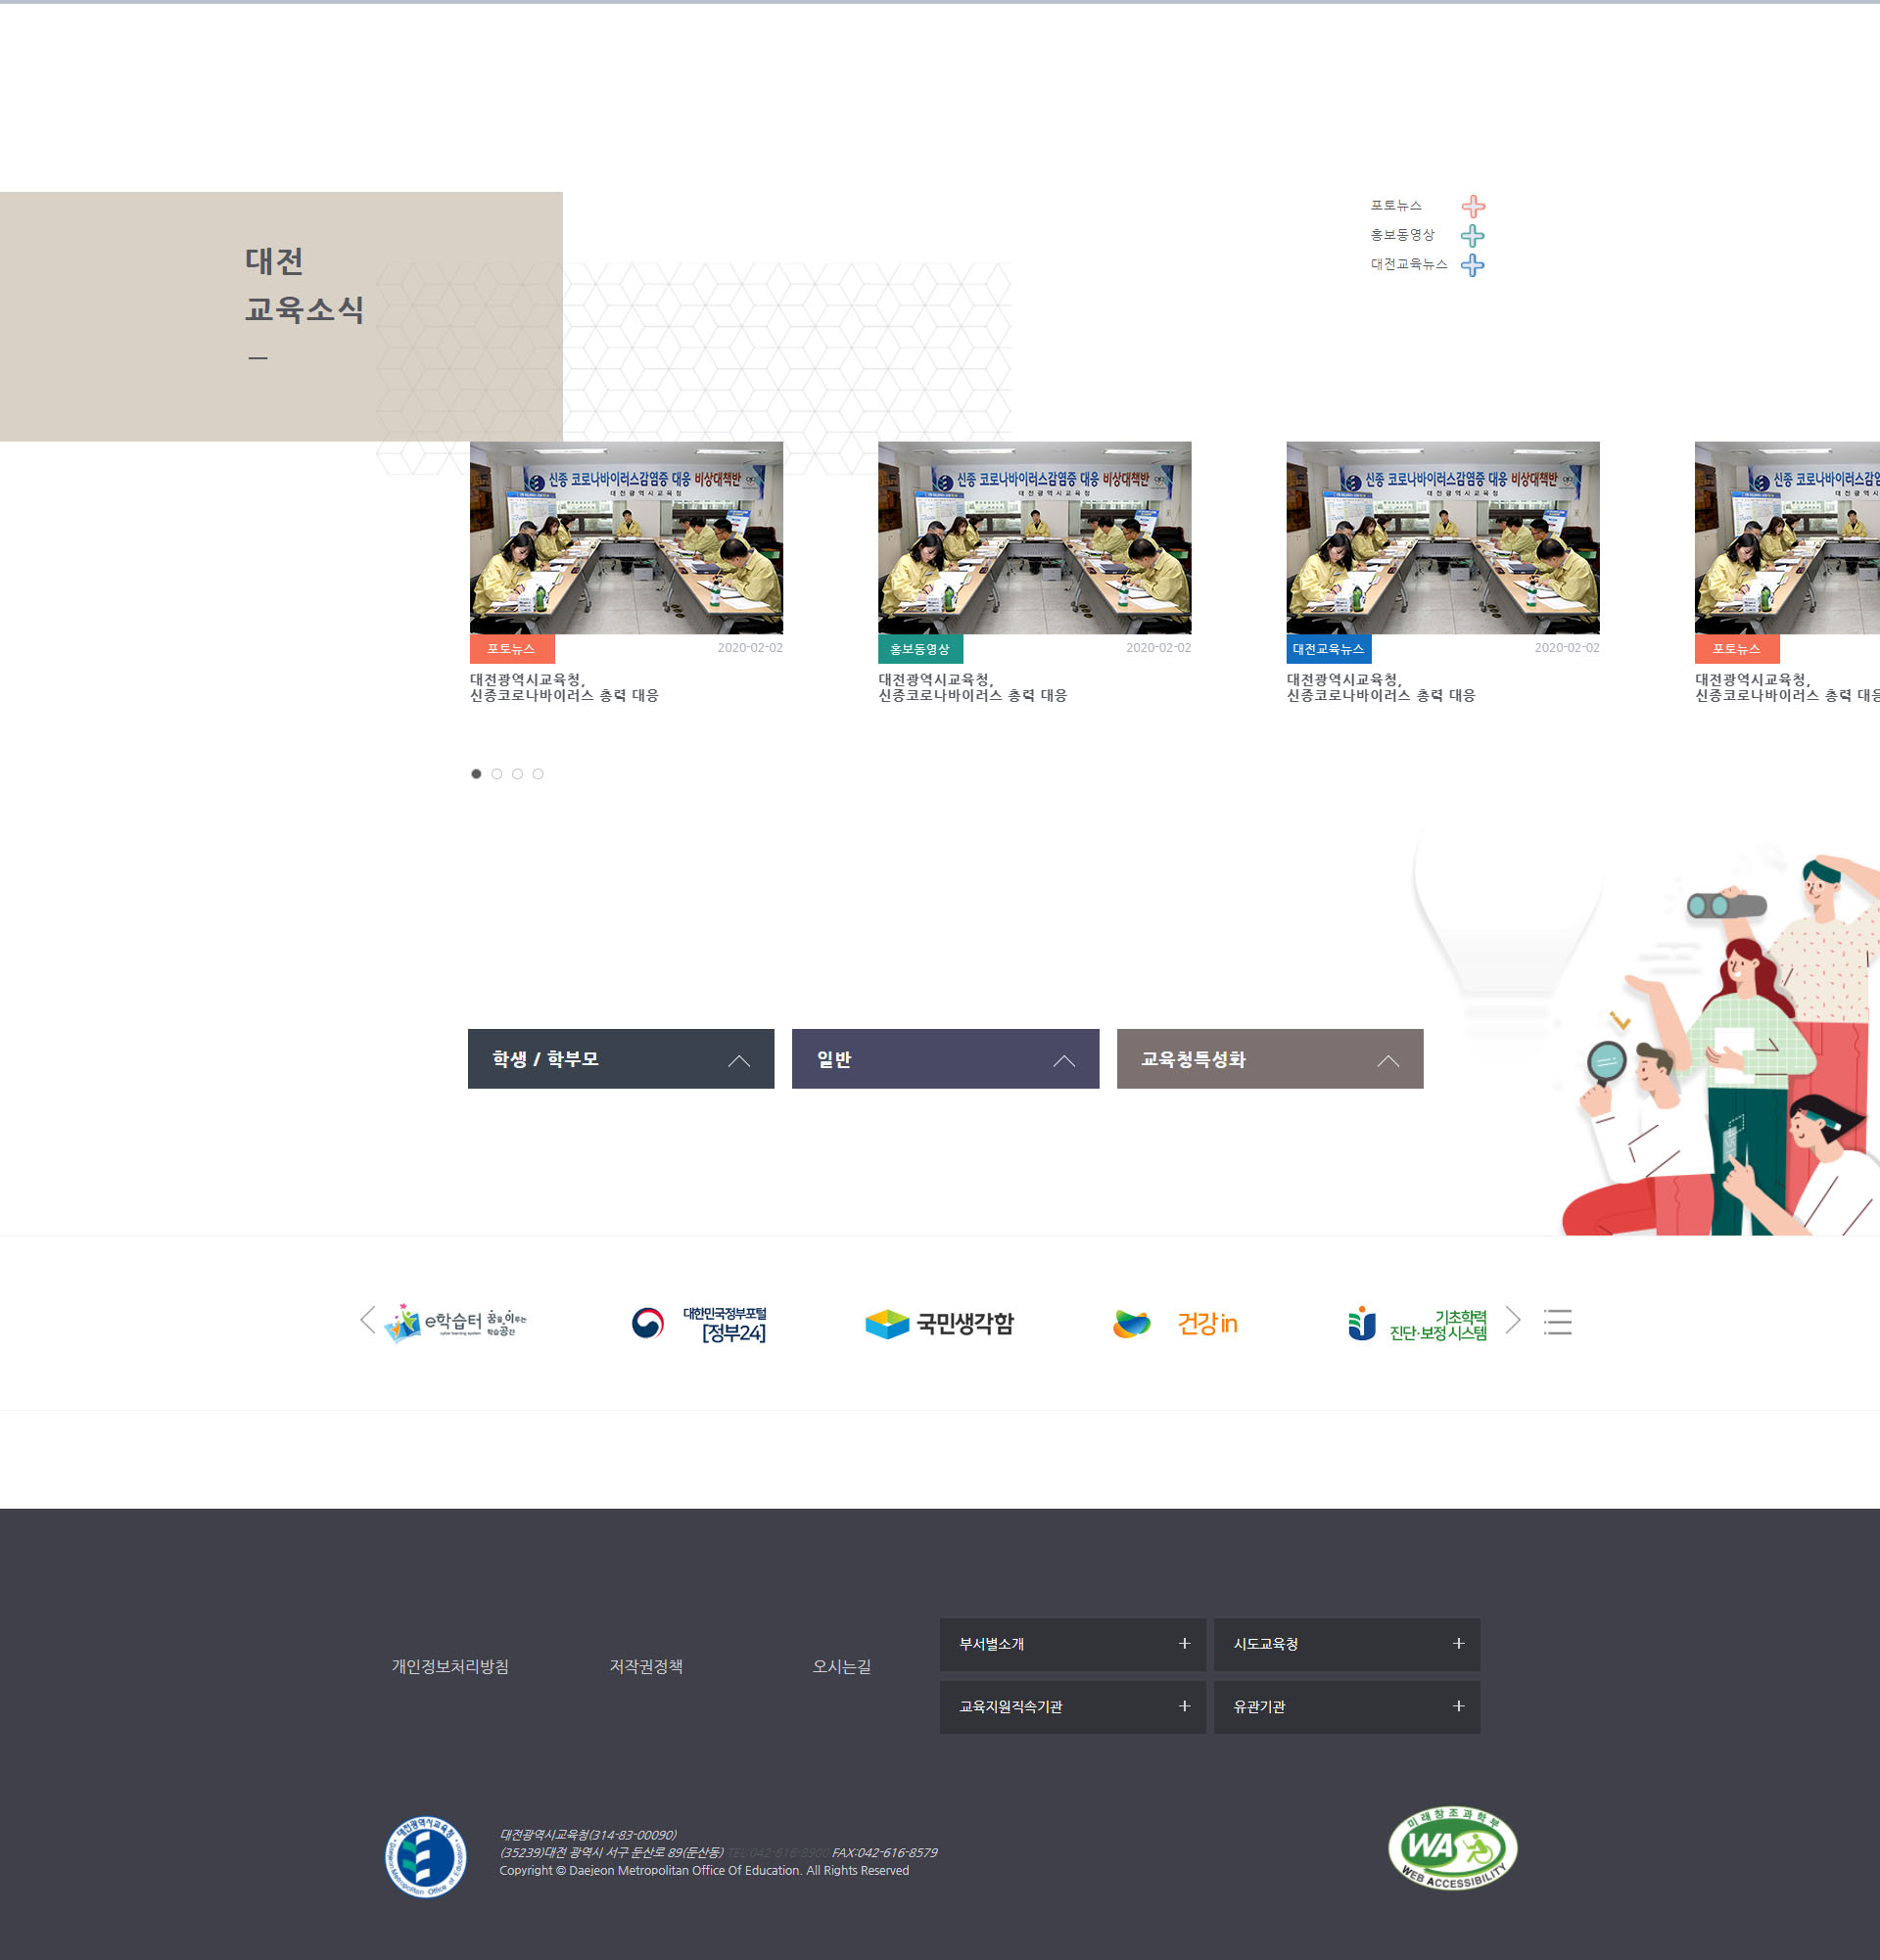 대전
교육소식
포토뉴스
홍보동영상
대전교육뉴스
신종 코로나바이러스감염증 대응 비상대책반
대전광역시교육청
신종 코로나바이러스감염증 대응 비상대책반
대전광역시교육청
신종 코로나바이러스감염증 대응 비상대책반
대전광역시교육청
신종 코로나바이러스감염
포토뉴스 2020-02-02
대전광역시교육청,
신종코로나바이러스 총력 대응
홍보동영상 2020-02-02
대전광역시교육청,
신종코로나바이러스 총력 대응
대전교육뉴스 2020-02-02
대전광역시교육청,
신종코로나바이러스 총력 대응
포토뉴스
대전광역시교육청,
신종코로나바이러스 총력 대응
학생 / 학부모
일반
교육청특성화
e학습터 꿈을이루는
cyber learning system 학습공간
대한민국정부포털
[정부24]
국민생각함
건강in
기초학력
진단·보정 시스템
개인정보처리방침
저작권정책
오시는길
부서별소개
시도교육청
교육지원직속기관
유관기관
대전광역시교육청
Daejeon Metropolitan Office of Education
대전광역시교육청(314-83-00090)
(35239)대전 광역시 서구 둔산로 89(둔산동) TEL:042-616-8900 FAX:042-616-8579
Copyright © Daejeon Metropolitan Office Of Education. All Rights Reserved
미래창조과학부
WA
WEB ACCESSIBILITY